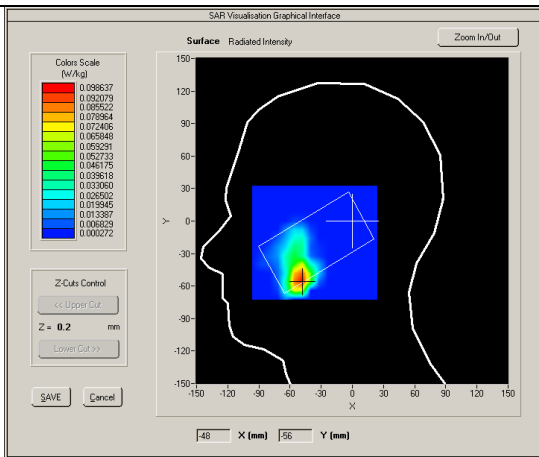 SAR Visualisation Graphical Interface
Surface Radiated Intensity
Zoom In/Out
Colors Scale
(W/kg)
0.098637
0.092079
0.085522
0.078964
0.072406
0.065848
0.059291
0.052733
0.046175
0.039618
0.033060
0.026502
0.019945
0.013387
0.006829
0.000272
Z-Cuts Control
<< Upper Cut
Z = 0.2 mm
Lower Cut >>
SAVE Cancel
150-
120-
90-
60-
30-
0-
-30-
-60-
-90-
-120-
-150-
Y
-150 -120 -90 -60 -30 0 30 60 90 120 150
X
-48 X (mm) -56 Y (mm)